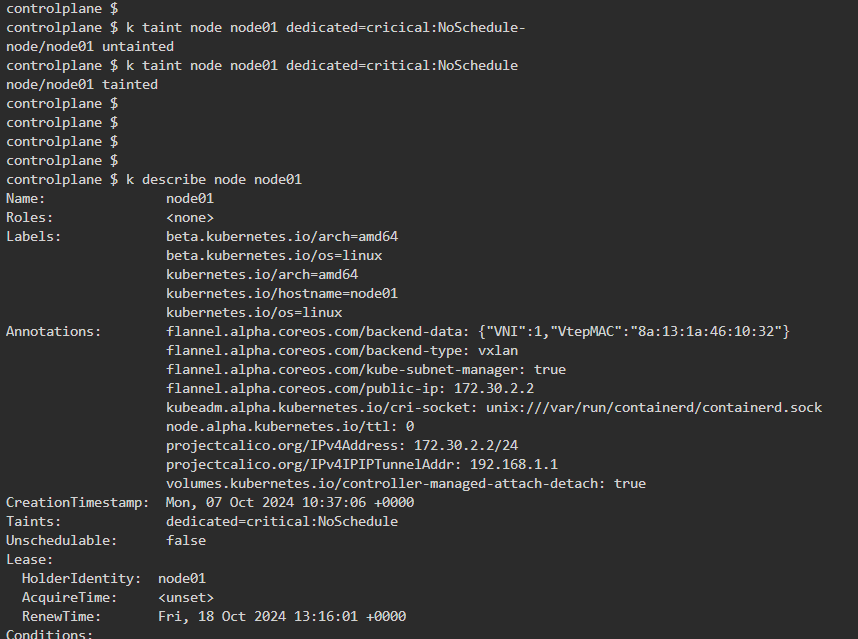 controlplane $
controlplane $ k taint node node01 dedicated=cricical:NoSchedule-
node/node01 untainted
controlplane $ k taint node node01 dedicated=critical:NoSchedule
node/node01 tainted
controlplane $
controlplane $
controlplane $
controlplane $
controlplane $ k describe node node01
Name:               node01
Roles:              <none>
Labels:             beta.kubernetes.io/arch=amd64
                    beta.kubernetes.io/os=linux
                    kubernetes.io/arch=amd64
                    kubernetes.io/hostname=node01
                    kubernetes.io/os=linux
Annotations:        flannel.alpha.coreos.com/backend-data: {"VNI":1,"VtepMAC":"8a:13:1a:46:10:32"}
                    flannel.alpha.coreos.com/backend-type: vxlan
                    flannel.alpha.coreos.com/kube-subnet-manager: true
                    flannel.alpha.coreos.com/public-ip: 172.30.2.2
                    kubeadm.alpha.kubernetes.io/cri-socket: unix:///var/run/containerd/containerd.sock
                    node.alpha.kubernetes.io/ttl: 0
                    projectcalico.org/IPv4Address: 172.30.2.2/24
                    projectcalico.org/IPv4IPIPTunnelAddr: 192.168.1.1
                    volumes.kubernetes.io/controller-managed-attach-detach: true
CreationTimestamp:  Mon, 07 Oct 2024 10:37:06 +0000
Taints:             dedicated=critical:NoSchedule
Unschedulable:      false
Lease:
  HolderIdentity:  node01
  AcquireTime:     <unset>
  RenewTime:       Fri, 18 Oct 2024 13:16:01 +0000
Conditions: